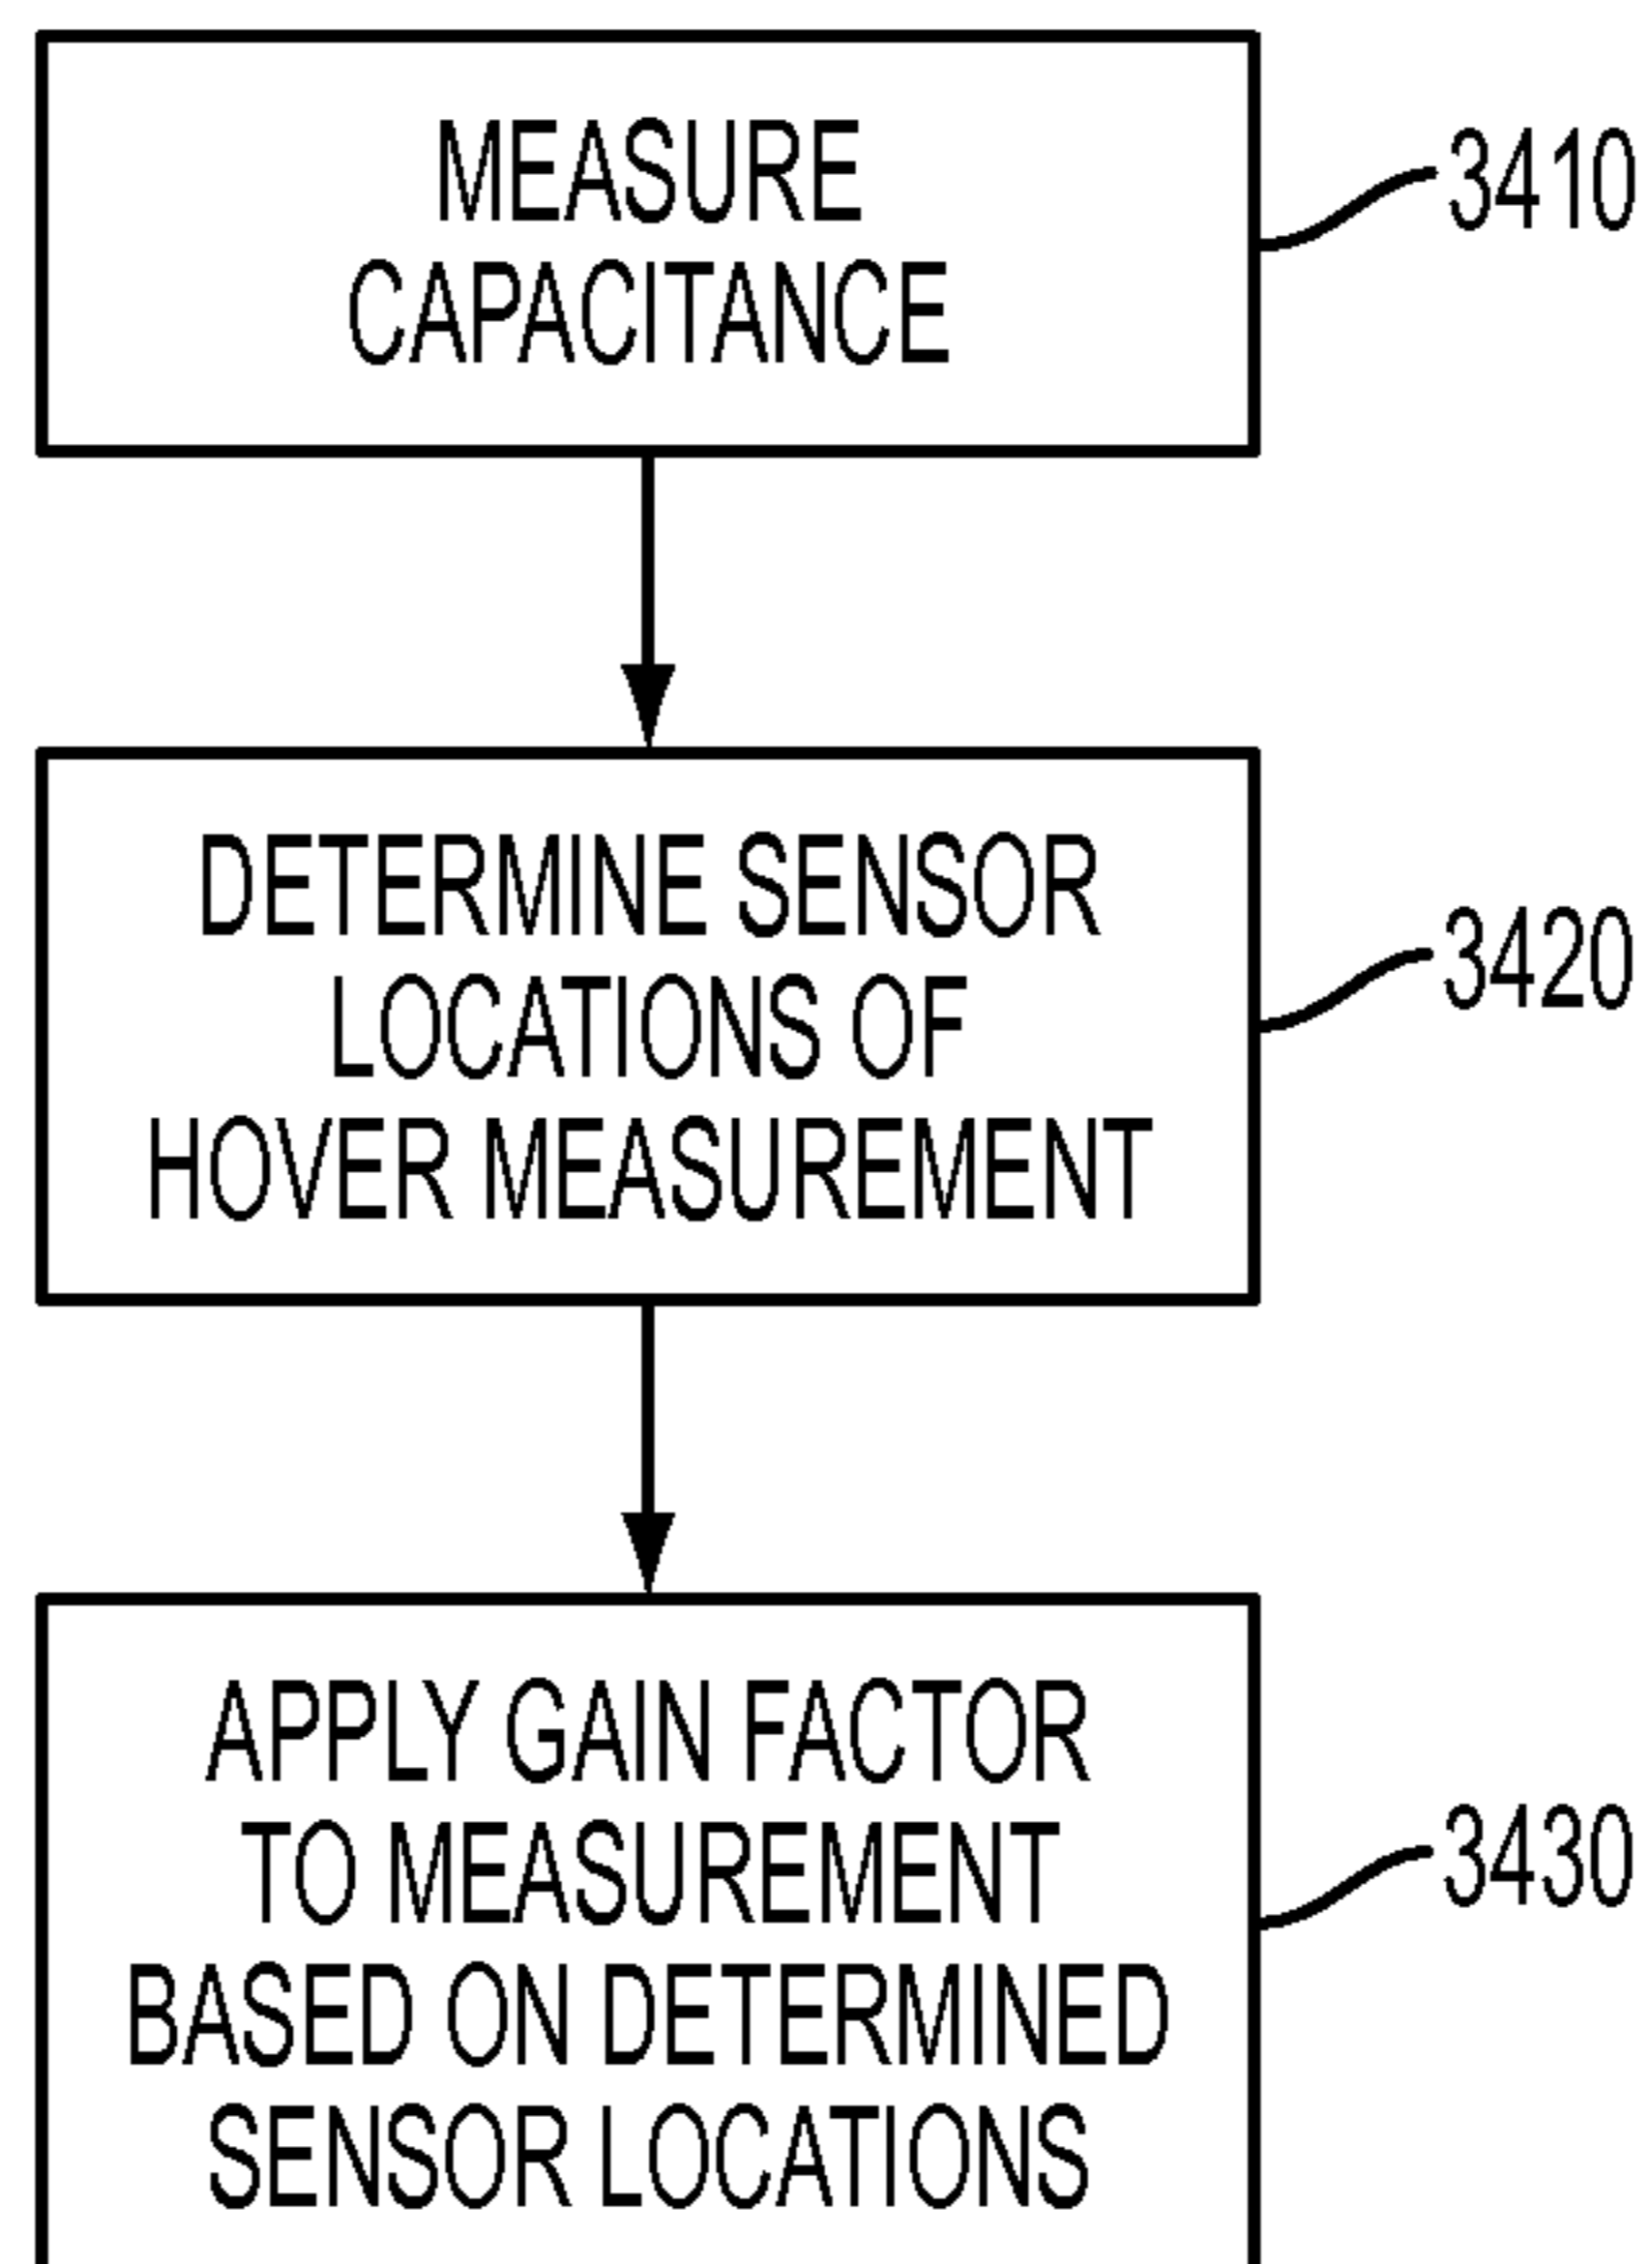 MEASURE
CAPACITANCE
3410
DETERMINE SENSOR
LOCATIONS OF
HOVER MEASUREMENT
3420
APPLY GAIN FACTOR
TO MEASUREMENT
BASED ON DETERMINED
SENSOR LOCATIONS
3430